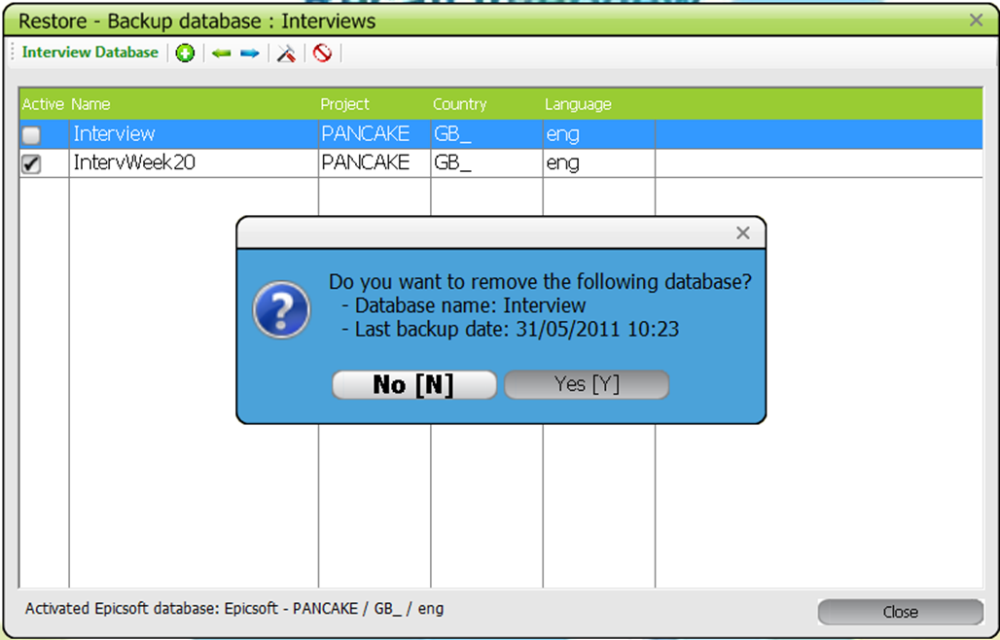 Restore - Backup database : Interviews
Interview Database
Active Name Project Country Language
Interview PANCAKE GB_ eng
IntervWeek20 PANCAKE GB_ eng
Do you want to remove the following database?
- Database name: Interview
- Last backup date: 31/05/2011 10:23
No [N] Yes [Y]
Activated Epicsoft database: Epicsoft - PANCAKE / GB_ / eng
Close